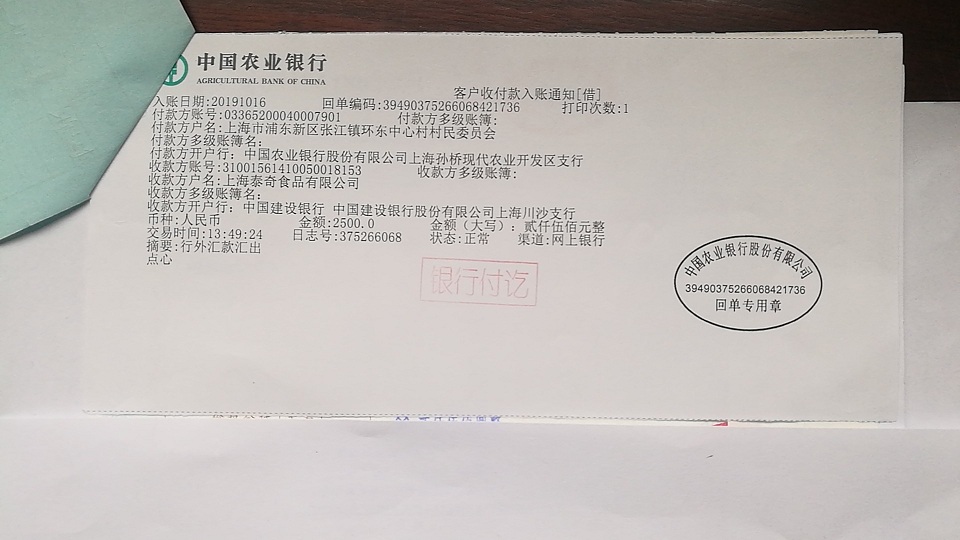 中国农业银行
AGRICULTURAL BANK OF CHINA
客户收付款入账通知[借]
入账日期:20191016 回单编码:39490375266068421736 打印次数:1
付款方账号:03365200040007901 付款方多级账簿:
付款方户名:上海市浦东新区张江镇环东中心村村民委员会
付款方多级账簿名:
付款方开户行: 中国农业银行股份有限公司上海孙桥现代农业开发区支行
收款方账号:31001561410050018153 收款方多级账簿:
收款方户名:上海泰奇食品有限公司
收款方多级账簿名:
收款方开户行: 中国建设银行 中国建设银行股份有限公司上海川沙支行
币种:人民币 金额:2500.0 金额(大写): 贰仟伍佰元整
交易时间:13:49:24 日志号:375266068 状态:正常 渠道:网上银行
摘要:行外汇款汇出
点心
银行付讫
中国农业银行股份有限公司
39490375266068421736
回单专用章